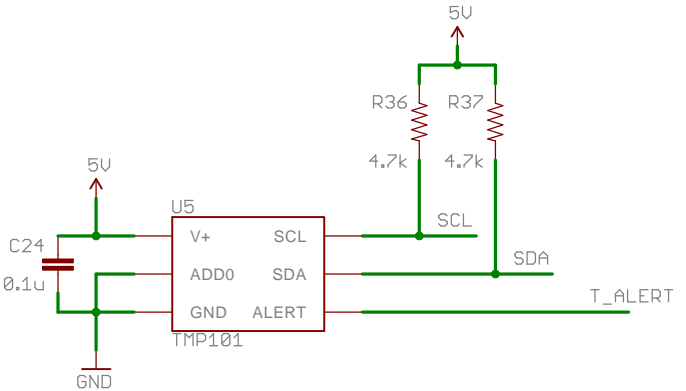 5V
R36
R37
4.7k
4.7k
5V
U5
SCL
C24
V+
SCL
SDA
0.1u
ADD0
SDA
T_ALERT
GND
ALERT
TMP101
GND